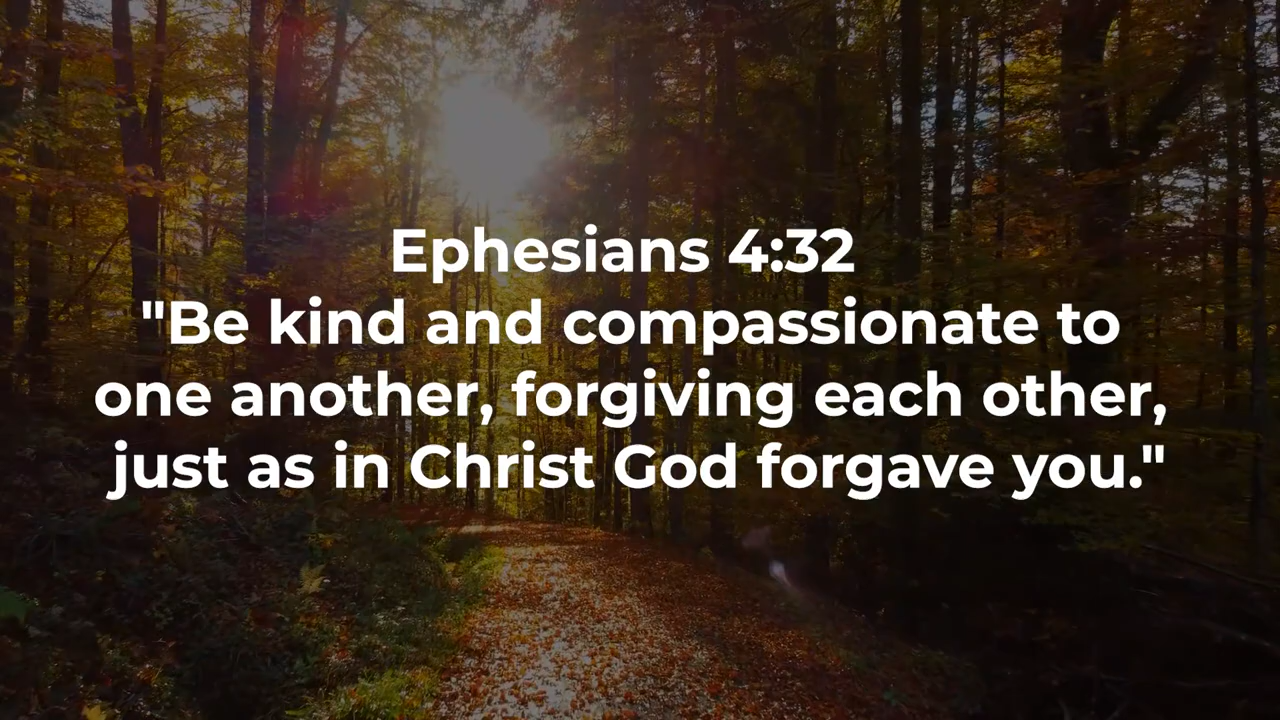 Ephesians 4:32
"Be kind and compassionate to
one another, forgiving each other,
just as in Christ God forgave you."